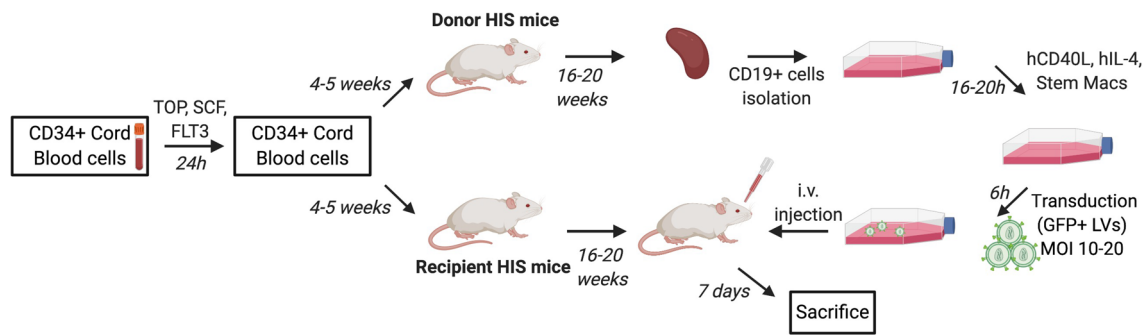 Donor HIS mice
4-5 weeks
16-20
weeks
CD19+ cells
isolation
16-20h
hCD40L, hIL-4,
Stem Macs
CD34+ Cord
Blood cells
TOP, SCF,
FLT3
24h
CD34+ Cord
Blood cells
4-5 weeks
Recipient HIS mice
16-20
weeks
i.v.
injection
6h
Transduction
(GFP+ LVs)
MOI 10-20
7 days
Sacrifice